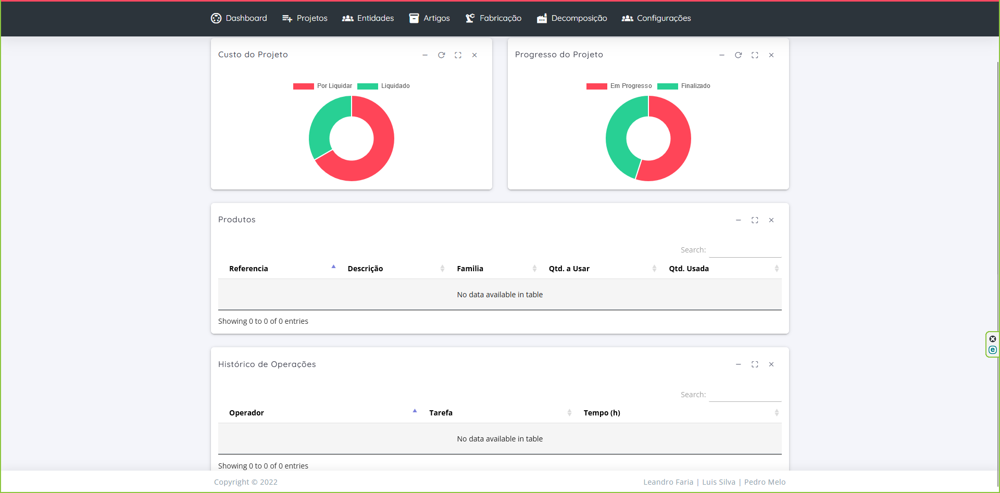 Dashboard Projetos Entidades Artigos Fabricação Decomposição Configurações
Custo do Projeto
Por Liquidar Liquidado
Progresso do Projeto
Em Progresso Finalizado
Produtos
Search:
Referencia Descrição Familia Qtd. a Usar Qtd. Usada
No data available in table
Showing 0 to 0 of 0 entries
Histórico de Operações
Search:
Operador Tarefa Tempo (h)
No data available in table
Showing 0 to 0 of 0 entries
Copyright © 2022 Leandro Faria | Luis Silva | Pedro Melo